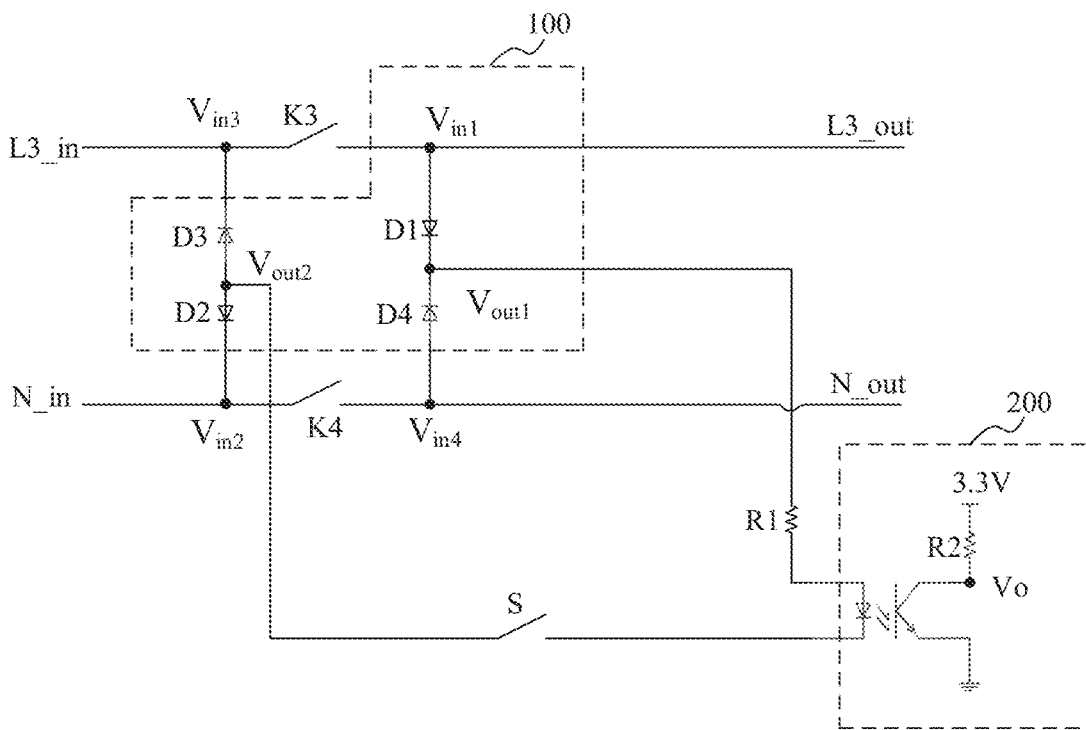 100
V_in3
K3
V_in1
L3_out
L3_in
D3
D1
V_out2
D2
D4
V_out1
N_in
N_out
V_in2
K4
V_in4
200
3.3V
R1
R2
Vo
S